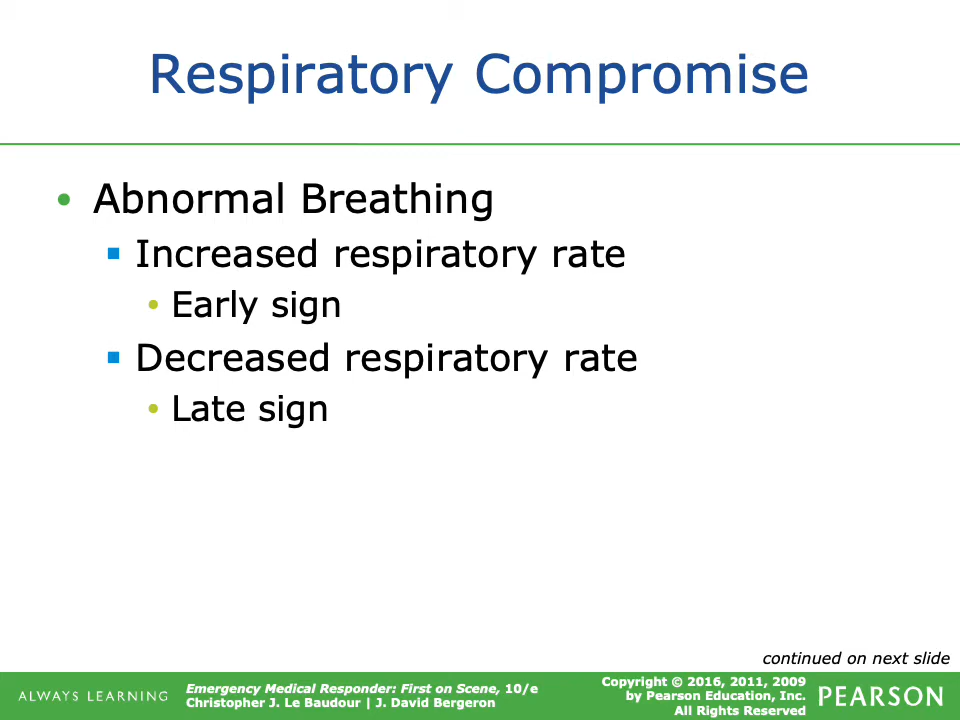 Respiratory Compromise
• Abnormal Breathing
▪ Increased respiratory rate
• Early sign
▪ Decreased respiratory rate
• Late sign
continued on next slide
ALWAYS LEARNING
Emergency Medical Responder: First on Scene, 10/e
Christopher J. Le Baudour | J. David Bergeron
Copyright © 2016, 2011, 2009
by Pearson Education, Inc.
All Rights Reserved
PEARSON